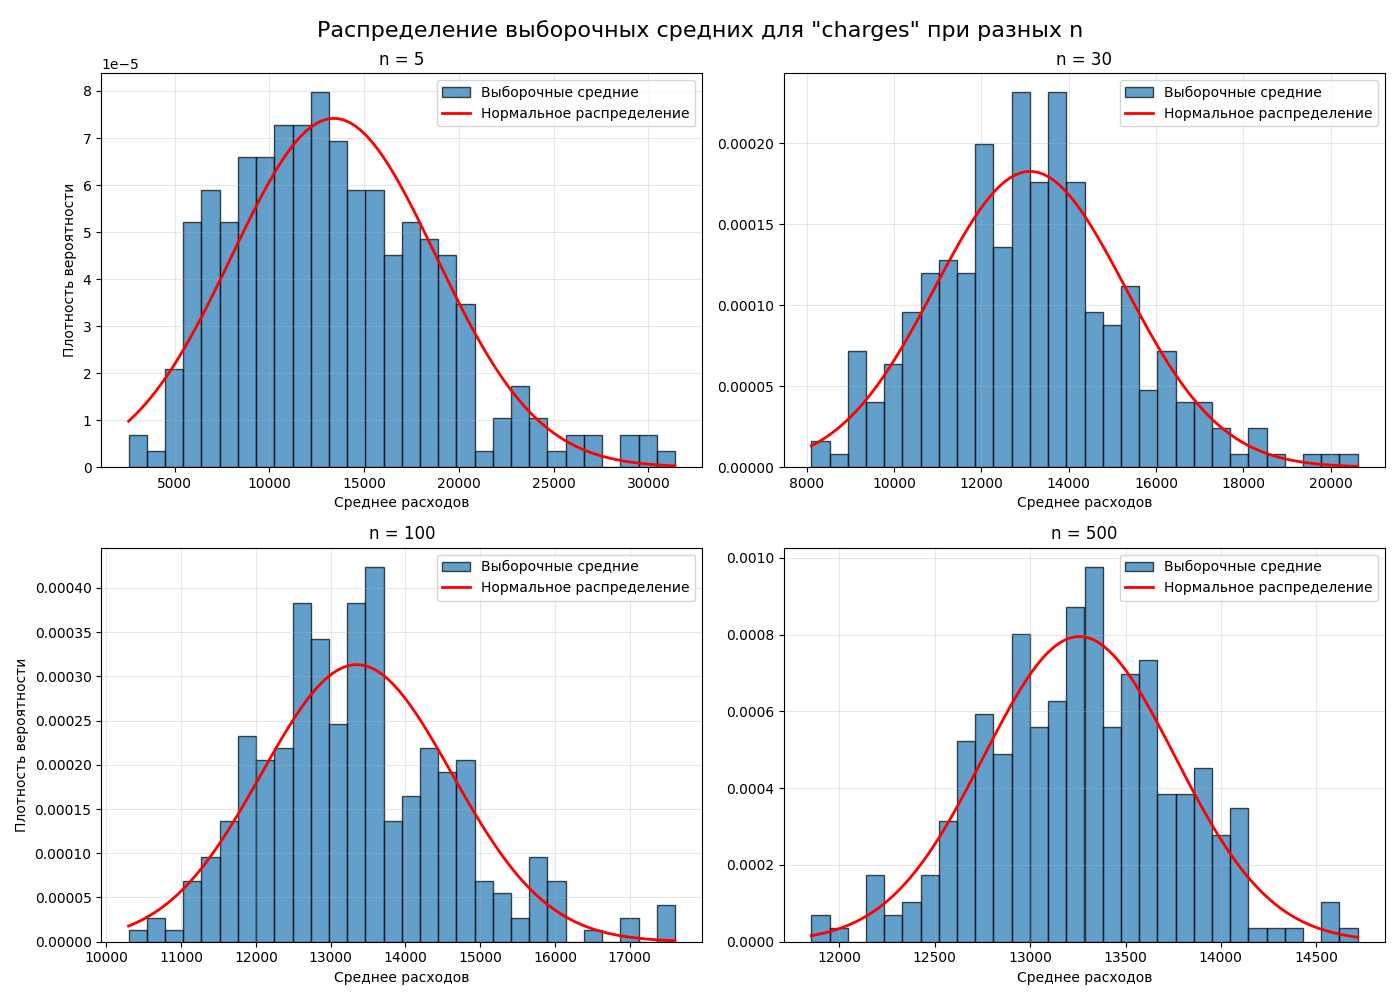 Распределение выборочных средних для "charges" при разных n
n = 5
1e−5
Плотность вероятности
8
7
6
5
4
3
2
1
0
Выборочные средние
Нормальное распределение
5000 10000 15000 20000 25000 30000
Среднее расходов
n = 30
0.00020
0.00015
0.00010
0.00005
0.00000
Выборочные средние
Нормальное распределение
8000 10000 12000 14000 16000 18000 20000
Среднее расходов
n = 100
Плотность вероятности
0.00040
0.00035
0.00030
0.00025
0.00020
0.00015
0.00010
0.00005
0.00000
Выборочные средние
Нормальное распределение
10000 11000 12000 13000 14000 15000 16000 17000
Среднее расходов
n = 500
0.0010
0.0008
0.0006
0.0004
0.0002
0.0000
Выборочные средние
Нормальное распределение
12000 12500 13000 13500 14000 14500
Среднее расходов